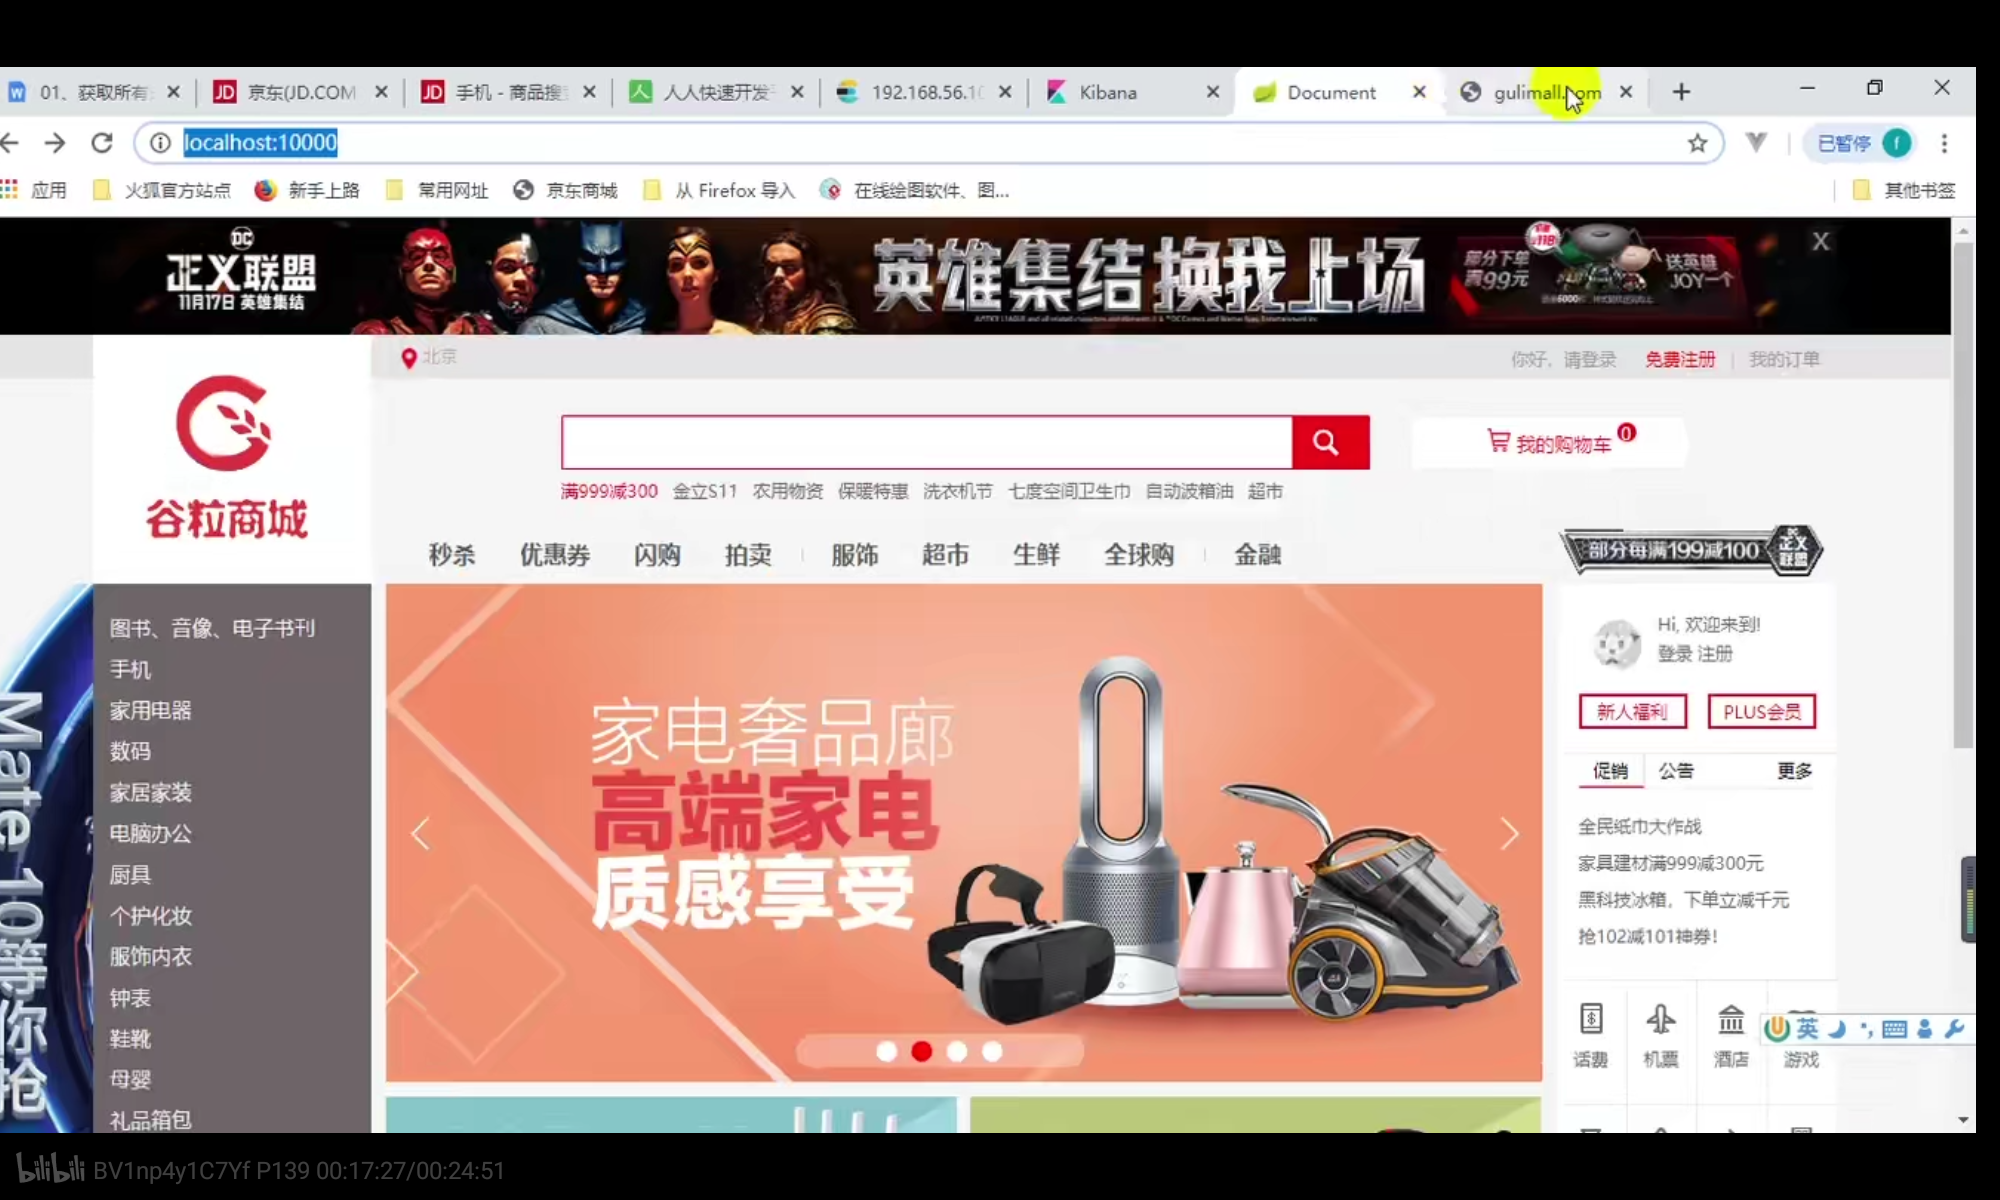 01、获取所有
京东(JD.COM
手机 - 商品搜
人人快速开发
192.168.56.10
Kibana
Document
gulimall.com
localhost:10000
已暂停
f
应用
火狐官方站点
新手上路
常用网址
京东商城
从 Firefox 导入
在线绘图软件、图...
其他书签
DC
正义联盟
11月17日 英雄集结
英雄集结 换我上场
部分下单
满99元
送英雄
JOY一个
X
北京
你好，请登录
免费注册
我的订单
谷粒商城
我的购物车
0
满999减300 金立S11 农用物资 保暖特惠 洗衣机节 七度空间卫生巾 自动波箱油 超市
秒杀 优惠券 闪购 拍卖 服饰 超市 生鲜 全球购 金融
部分每满199减100
正义
联盟
图书、音像、电子书刊
手机
家用电器
数码
家居家装
电脑办公
厨具
个护化妆
服饰内衣
钟表
鞋靴
母婴
礼品箱包
Mate 10等你抢
家电奢品廊
高端家电
质感享受
Hi, 欢迎来到!
登录 注册
新人福利
PLUS会员
促销 公告 更多
全民纸巾大作战
家具建材满999减300元
黑科技冰箱，下单立减千元
抢102减101神券!
英
话费 机票 酒店 游戏
bilibili BV1np4y1C7Yf P139 00:17:27/00:24:51